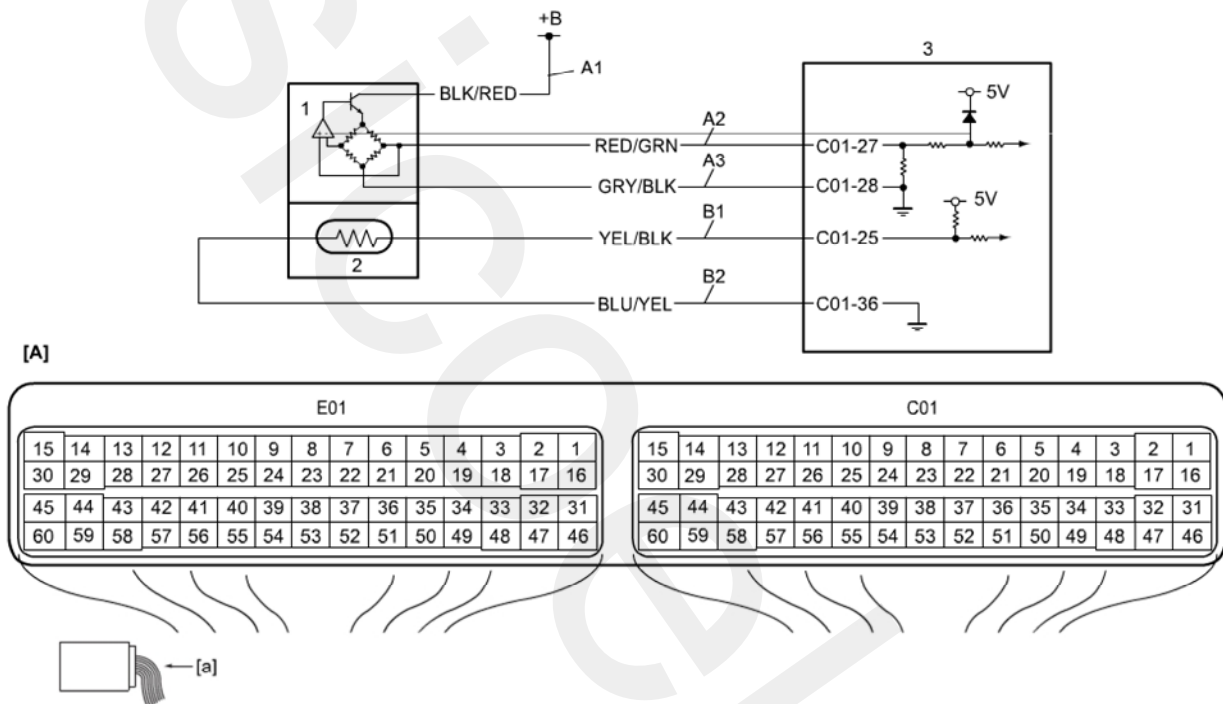 +B
3
A1
BLK/RED
5V
1
A2
RED/GRN
C01-27
A3
GRY/BLK
C01-28
5V
B1
YEL/BLK
C01-25
2
B2
BLU/YEL
C01-36
[A]
E01 C01
15 14 13 12 11 10 9 8 7 6 5 4 3 2 1 15 14 13 12 11 10 9 8 7 6 5 4 3 2 1
30 29 28 27 26 25 24 23 22 21 20 19 18 17 16 30 29 28 27 26 25 24 23 22 21 20 19 18 17 16
45 44 43 42 41 40 39 38 37 36 35 34 33 32 31 45 44 43 42 41 40 39 38 37 36 35 34 33 32 31
60 59 58 57 56 55 54 53 52 51 50 49 48 47 46 60 59 58 57 56 55 54 53 52 51 50 49 48 47 46
[a]